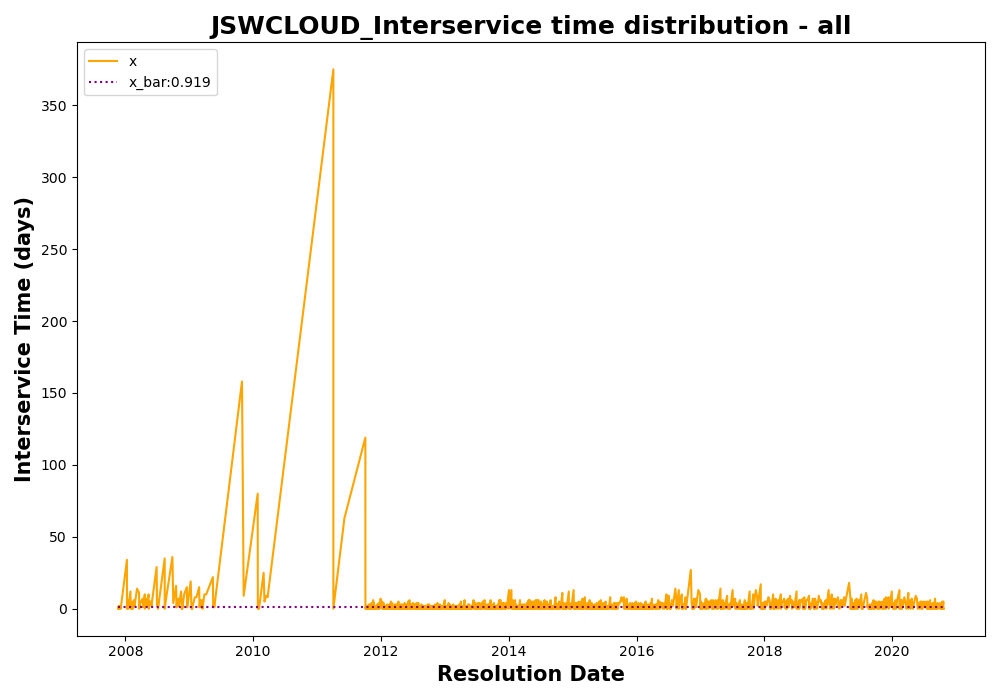 JSWCLOUD_Interservice time distribution - all
x
x_bar:0.919
Interservice Time (days)
350
300
250
200
150
100
50
0
2008 2010 2012 2014 2016 2018 2020
Resolution Date